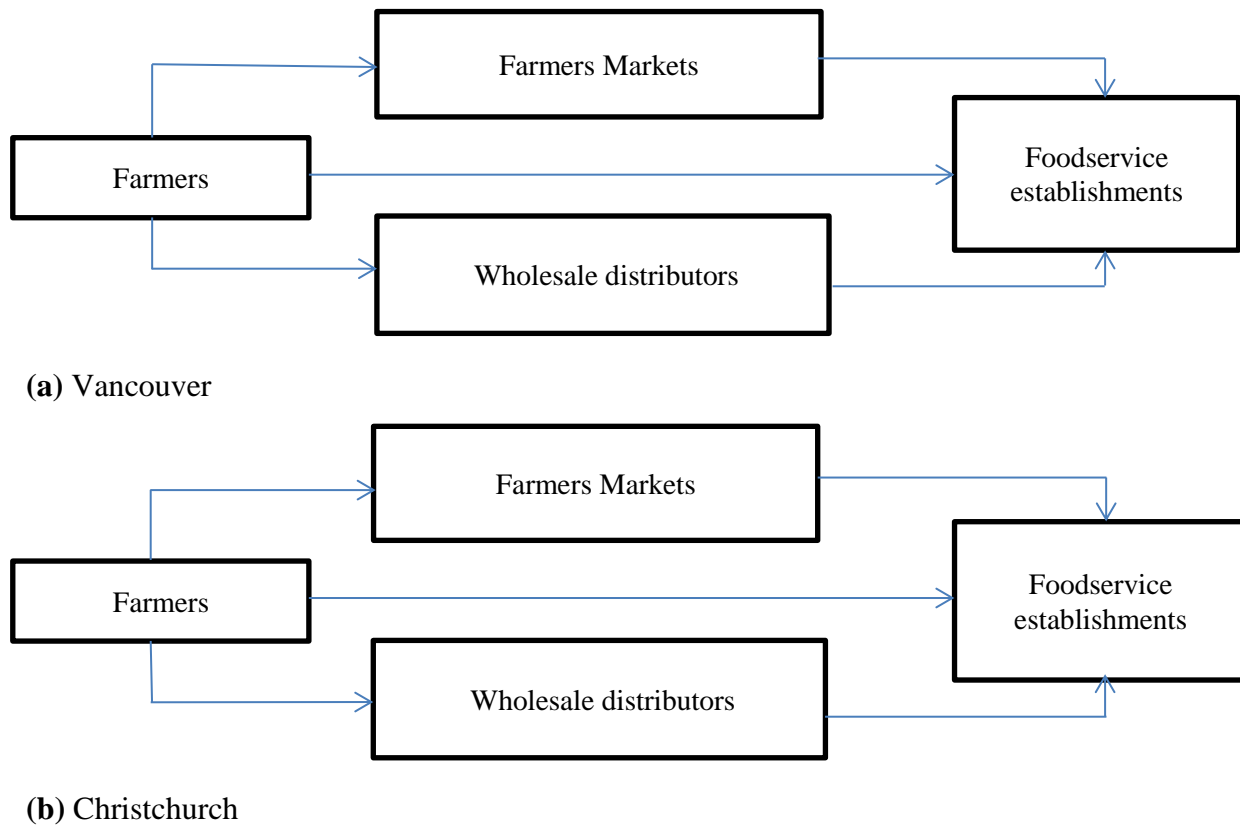 Farmers Markets
Farmers
Foodservice
establishments
Wholesale distributors
(a) Vancouver
Farmers Markets
Farmers
Foodservice
establishments
Wholesale distributors
(b) Christchurch